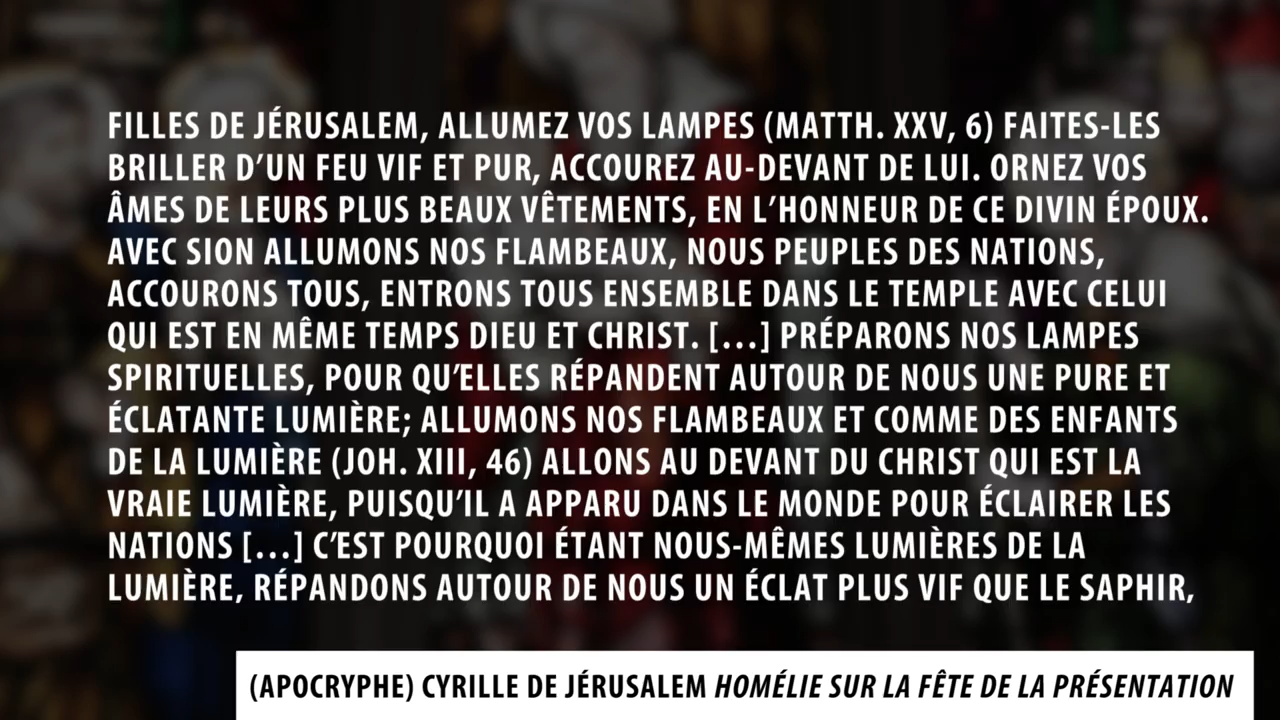 FILLES DE JÉRUSALEM, ALLUMEZ VOS LAMPES (MATTH. XXV, 6) FAITES-LES
BRILLER D’UN FEU VIF ET PUR, ACCOUREZ AU-DEVANT DE LUI. ORNEZ VOS
ÂMES DE LEURS PLUS BEAUX VÊTEMENTS, EN L’HONNEUR DE CE DIVIN ÉPOUX.
AVEC SION ALLUMONS NOS FLAMBEAUX, NOUS PEUPLES DES NATIONS,
ACCOURONS TOUS, ENTRONS TOUS ENSEMBLE DANS LE TEMPLE AVEC CELUI
QUI EST EN MÊME TEMPS DIEU ET CHRIST. […] PRÉPARONS NOS LAMPES
SPIRITUELLES, POUR QU’ELLES RÉPANDENT AUTOUR DE NOUS UNE PURE ET
ÉCLATANTE LUMIÈRE; ALLUMONS NOS FLAMBEAUX ET COMME DES ENFANTS
DE LA LUMIÈRE (JOH. XIII, 46) ALLONS AU DEVANT DU CHRIST QUI EST LA
VRAIE LUMIÈRE, PUISQU’IL A APPARU DANS LE MONDE POUR ÉCLAIRER LES
NATIONS […] C’EST POURQUOI ÉTANT NOUS-MÊMES LUMIÈRES DE LA
LUMIÈRE, RÉPANDONS AUTOUR DE NOUS UN ÉCLAT PLUS VIF QUE LE SAPHIR,
(APOCRYPHE) CYRILLE DE JÉRUSALEM HOMÉLIE SUR LA FÊTE DE LA PRÉSENTATION